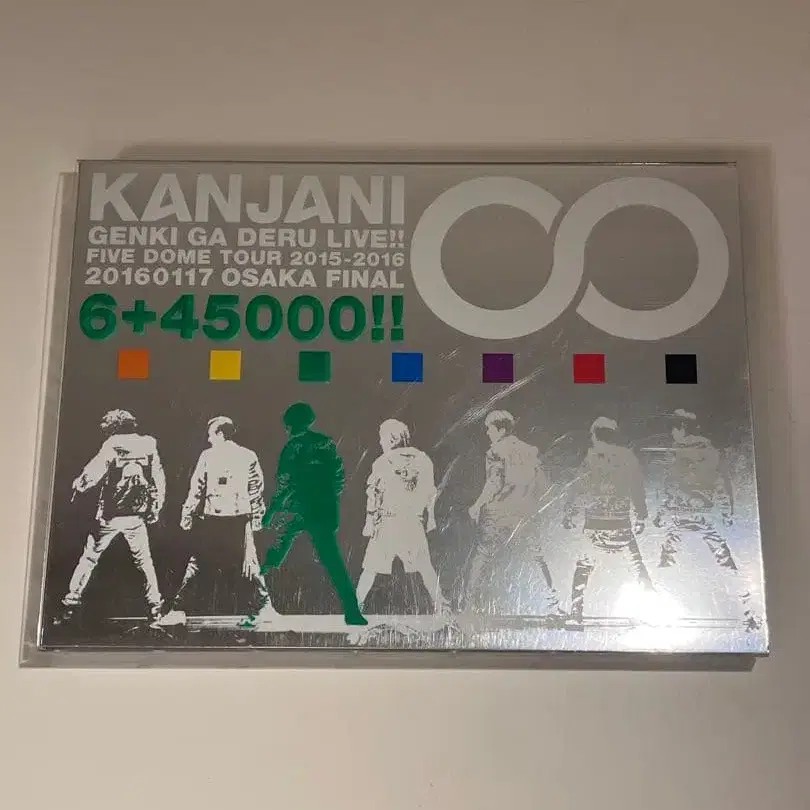 KANJANI
GENKI GA DERU LIVE!!
FIVE DOME TOUR 2015-2016
20160117 OSAKA FINAL
6+45000!!
∞